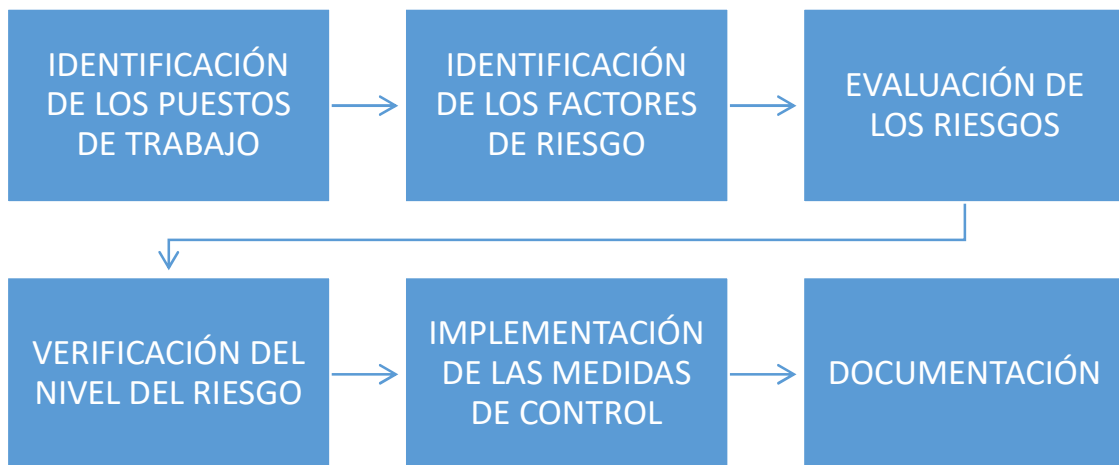 IDENTIFICACIÓN
DE LOS PUESTOS
DE TRABAJO
IDENTIFICACIÓN
DE LOS FACTORES
DE RIESGO
EVALUACIÓN DE
LOS RIESGOS
VERIFICACIÓN DEL
NIVEL DEL RIESGO
IMPLEMENTACIÓN
DE LAS MEDIDAS
DE CONTROL
DOCUMENTACIÓN